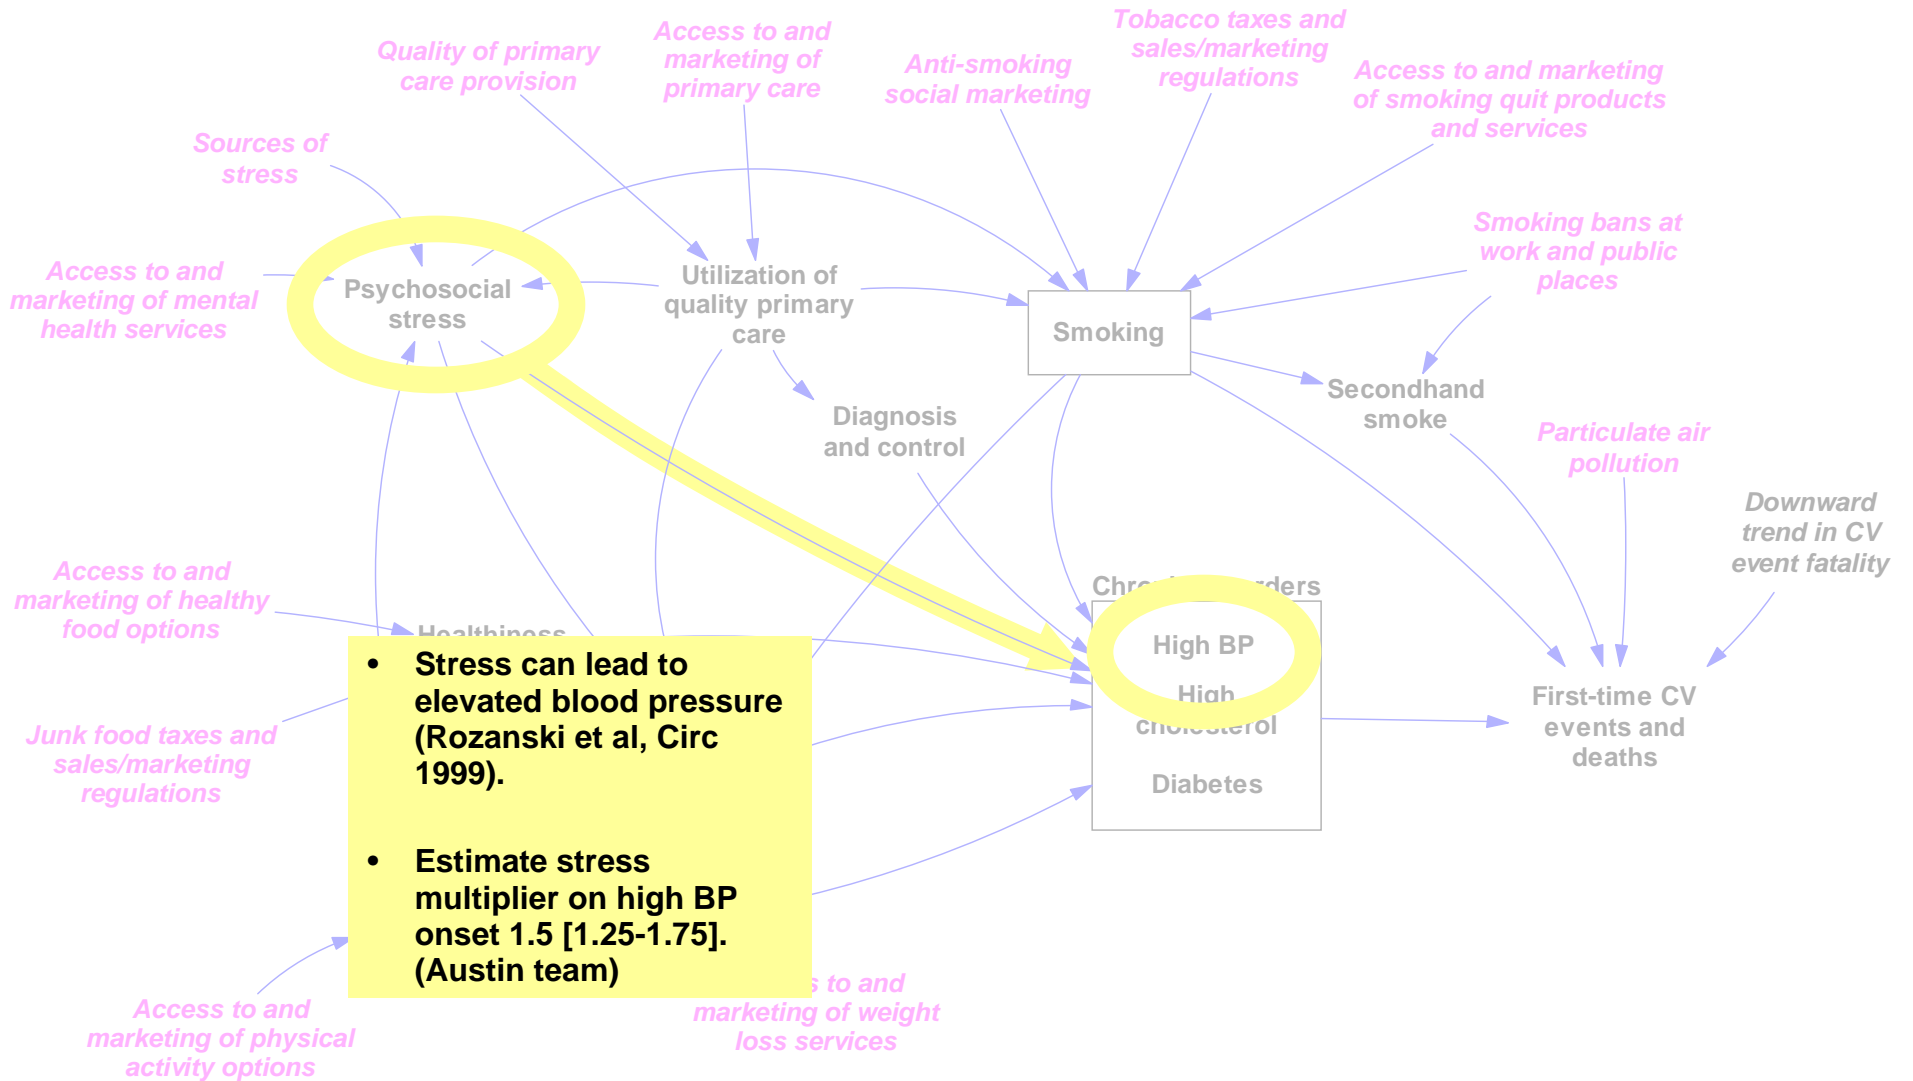 Quality of primary
care provision
Access to and
marketing of
primary care
Anti-smoking
social marketing
Tobacco taxes and
sales/marketing
regulations
Access to and marketing
of smoking quit products
and services
Sources of
stress
Smoking bans at
work and public
places
Access to and
marketing of mental
health services
Psychosocial
stress
Utilization of
quality primary
care
Smoking
Secondhand
smoke
Diagnosis
and control
Particulate air
pollution
Downward
trend in CV
event fatality
Access to and
marketing of healthy
food options
Healthiness
High BP
High
cholesterol
Diabetes
First-time CV
events and
deaths
Junk food taxes and
sales/marketing
regulations
• Stress can lead to
elevated blood pressure
(Rozanski et al, Circ
1999).
• Estimate stress
multiplier on high BP
onset 1.5 [1.25-1.75].
(Austin team)
to and
marketing of weight
loss services
Access to and
marketing of physical
activity options